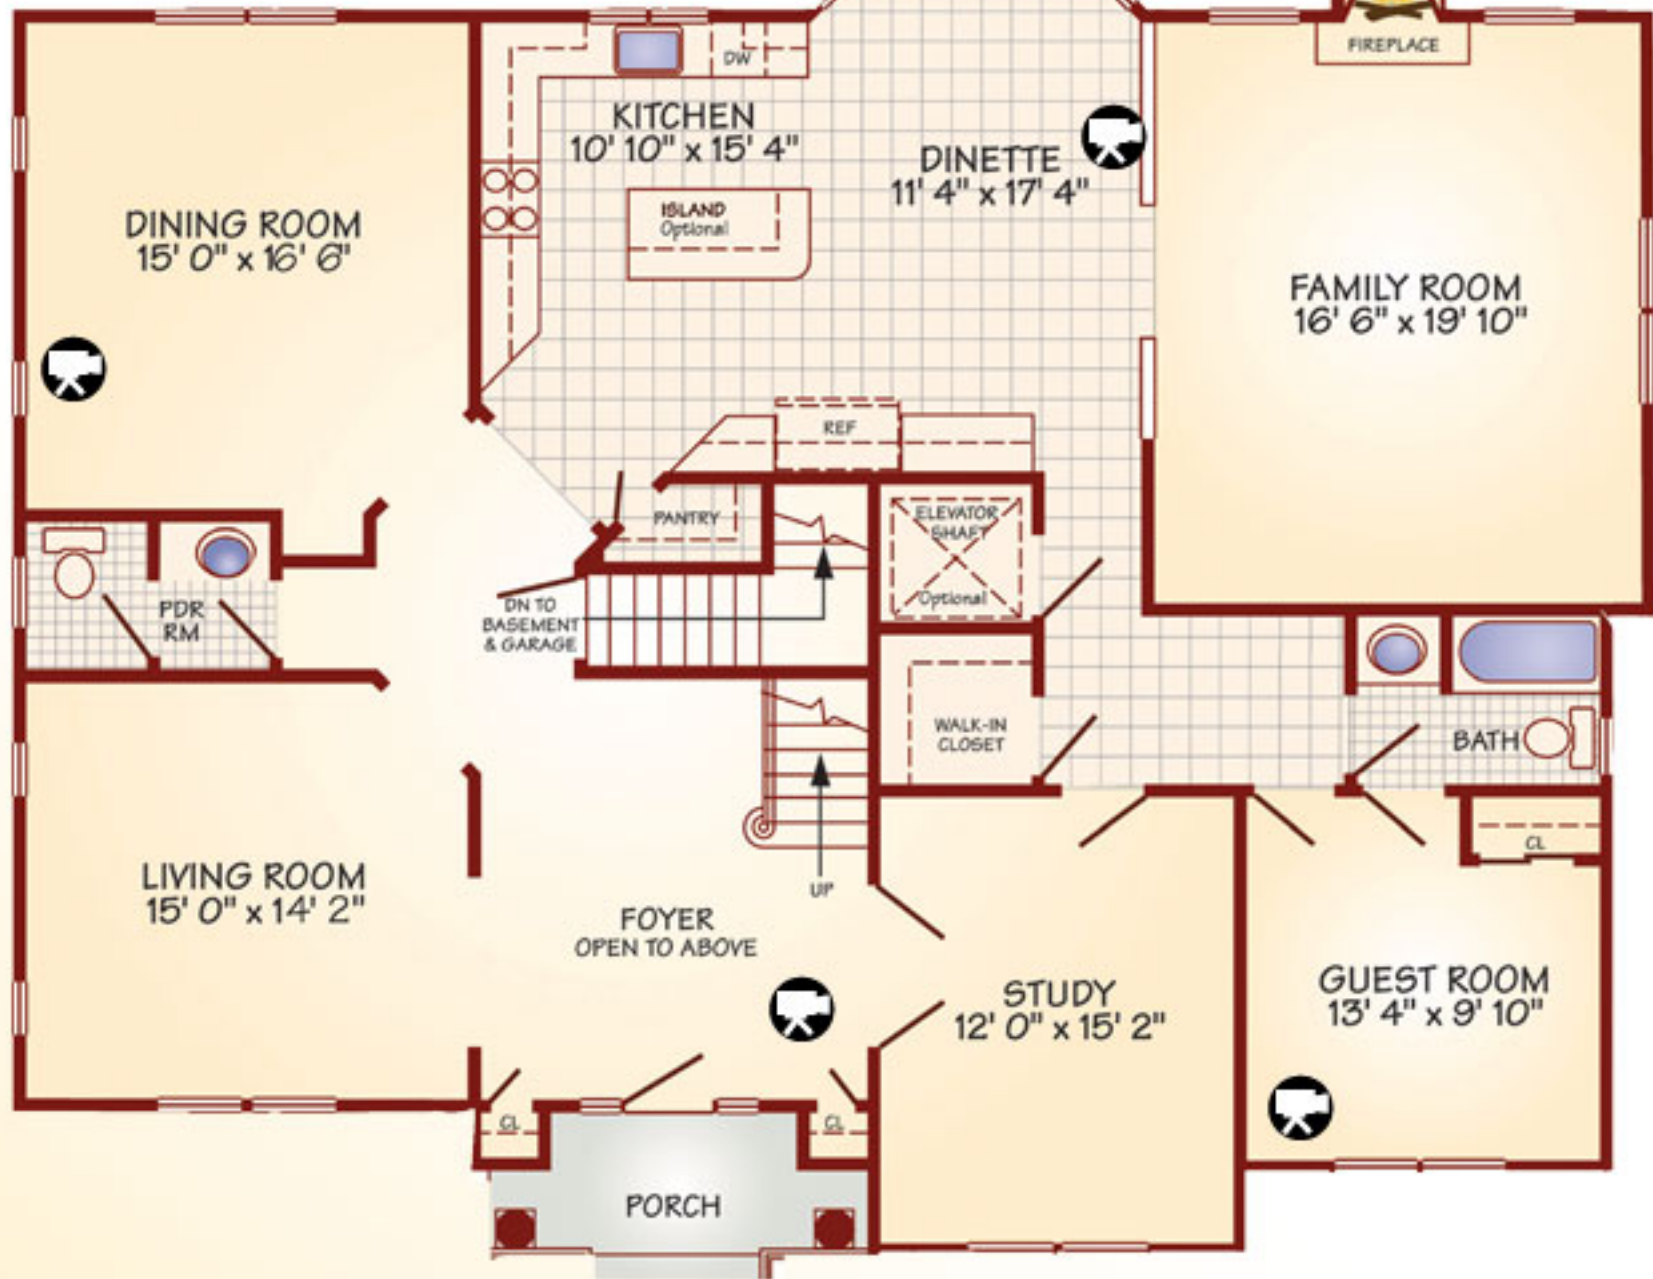 FIREPLACE
DW
KITCHEN
10' 10" x 15' 4"
DINETTE
11' 4" x 17' 4"
ISLAND
Optional
DINING ROOM
15' 0" x 16' 6"
FAMILY ROOM
16' 6" x 19' 10"
REF
PANTRY
ELEVATOR
SHAFT
Optional
PDR
RM
DN TO
BASEMENT
& GARAGE
WALK-IN
CLOSET
BATH
CL
UP
LIVING ROOM
15' 0" x 14' 2"
FOYER
OPEN TO ABOVE
STUDY
12' 0" x 15' 2"
GUEST ROOM
13' 4" x 9' 10"
CL
CL
PORCH